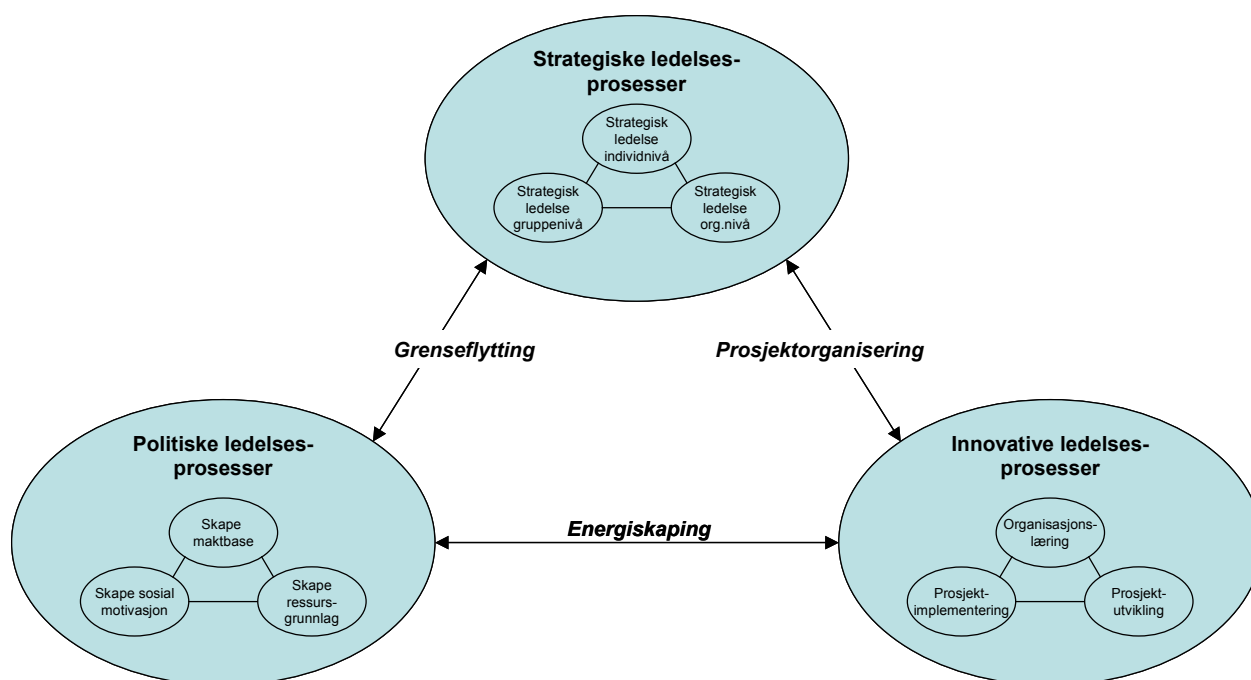 Strategiske ledelses-
prosesser
Strategisk
ledelse
individnivå
Strategisk
ledelse
gruppenivå
Strategisk
ledelse
org.nivå
Grenseflytting
Prosjektorganisering
Politiske ledelses-
prosesser
Skape
maktbase
Skape sosial
motivasjon
Skape
ressurs-
grunnlag
Energiskaping
Innovative ledelses-
prosesser
Organisasjons-
læring
Prosjekt-
implementering
Prosjekt-
utvikling